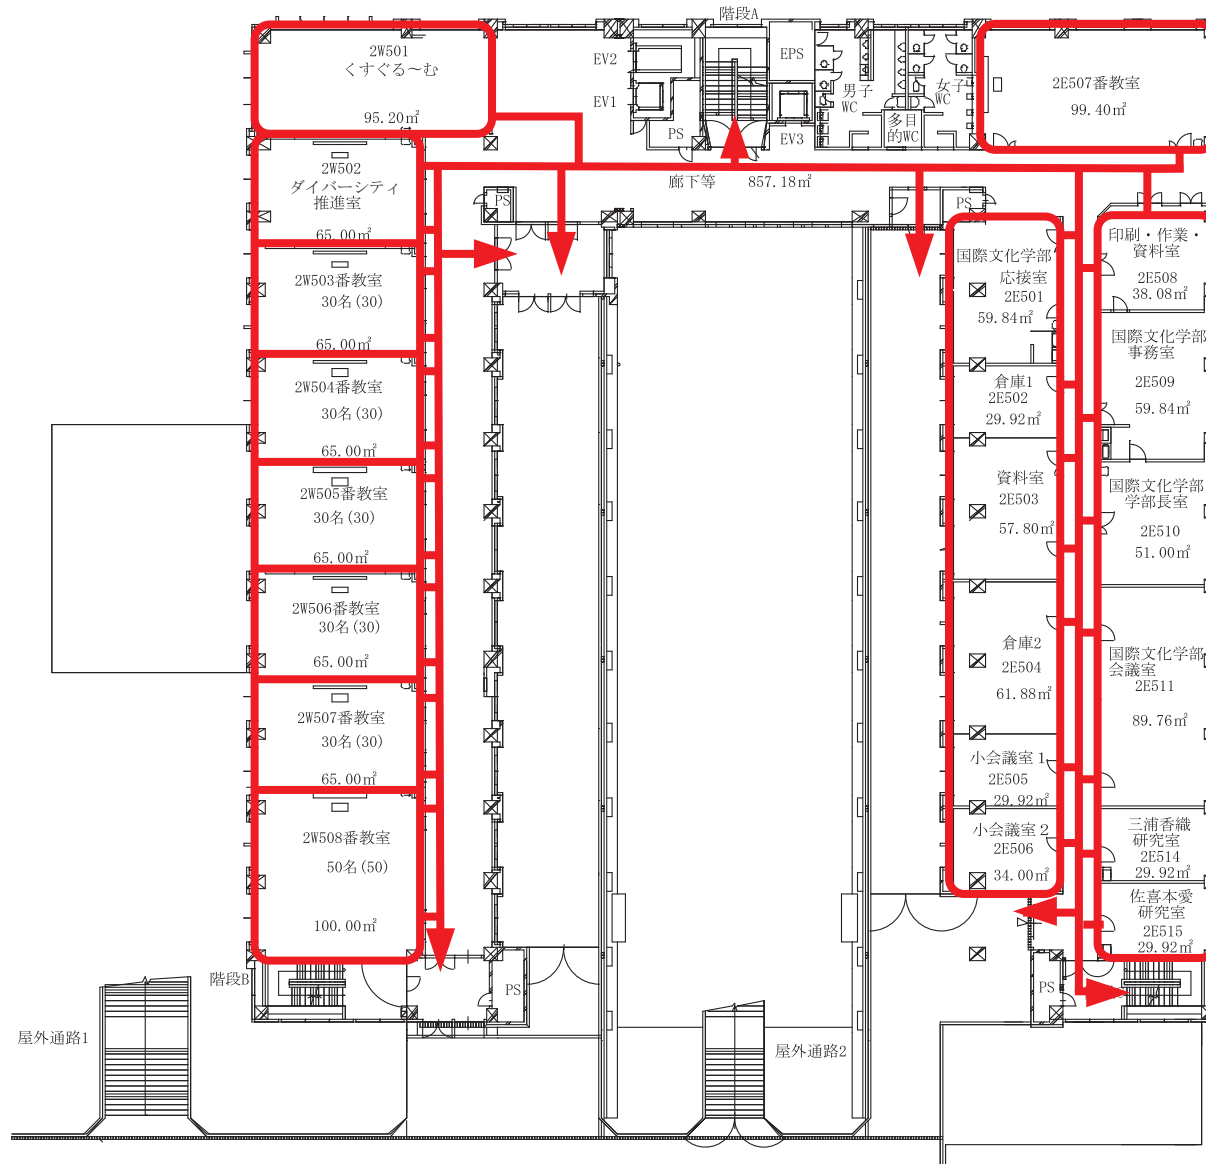 階段A
2W501
くすぐる～む
95.20㎡
EV2
EV1
PS
EPS
EV3
男子
WC
女子
WC
多目
的WC
2E507番教室
99.40㎡
2W502
ダイバーシティ
推進室
65.00㎡
廊下等 857.18㎡
PS
PS
2W503番教室
30名(30)
65.00㎡
2W504番教室
30名(30)
65.00㎡
2W505番教室
30名(30)
65.00㎡
2W506番教室
30名(30)
65.00㎡
2W507番教室
30名(30)
65.00㎡
2W508番教室
50名(50)
100.00㎡
国際文化学部
応接室
2E501
59.84㎡
倉庫1
2E502
29.92㎡
資料室
2E503
57.80㎡
倉庫2
2E504
61.88㎡
小会議室1
2E505
29.92㎡
小会議室2
2E506
34.00㎡
印刷・作業・
資料室
2E508
38.08㎡
国際文化学部
事務室
2E509
59.84㎡
国際文化学部
学部長室
2E510
51.00㎡
国際文化学部
会議室
2E511
89.76㎡
三浦香織
研究室
2E514
29.92㎡
佐喜本愛
研究室
2E515
29.92㎡
階段B
PS
PS
屋外通路1
屋外通路2